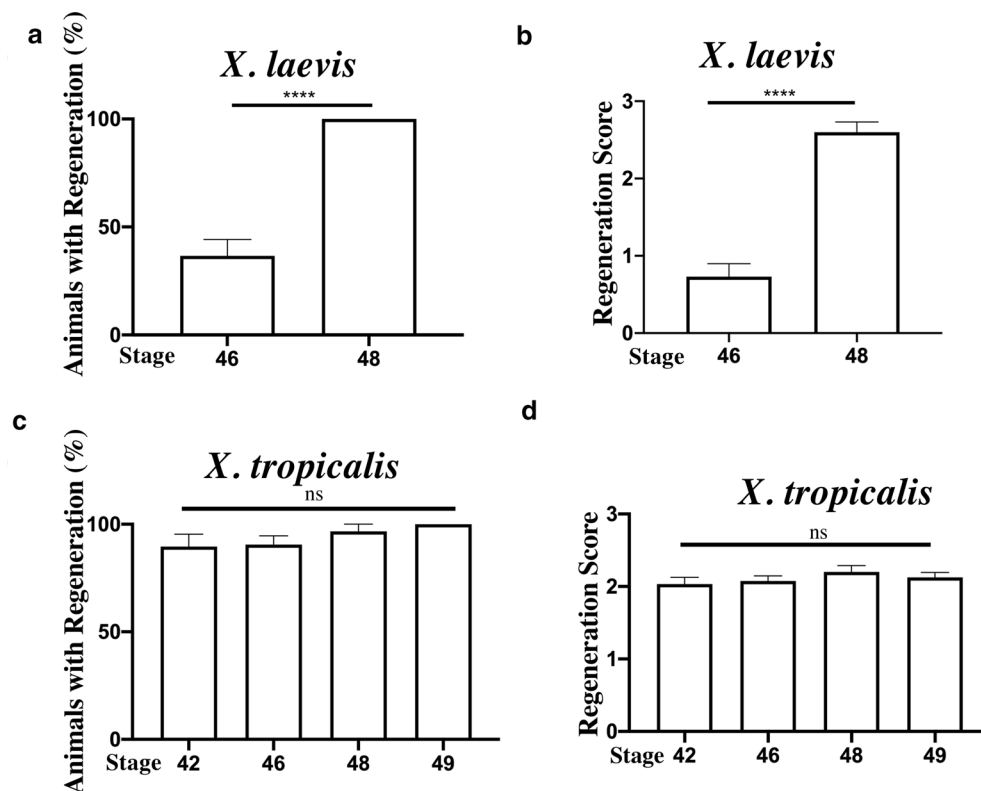 a
X. laevis
****
Animals with Regeneration (%)
100
50
0
Stage 46 48
b
X. laevis
****
Regeneration Score
3
2
1
0
Stage 46 48
c
X. tropicalis
ns
Animals with Regeneration (%)
100
50
0
Stage 42 46 48 49
d
X. tropicalis
ns
Regeneration Score
3
2
1
0
Stage 42 46 48 49